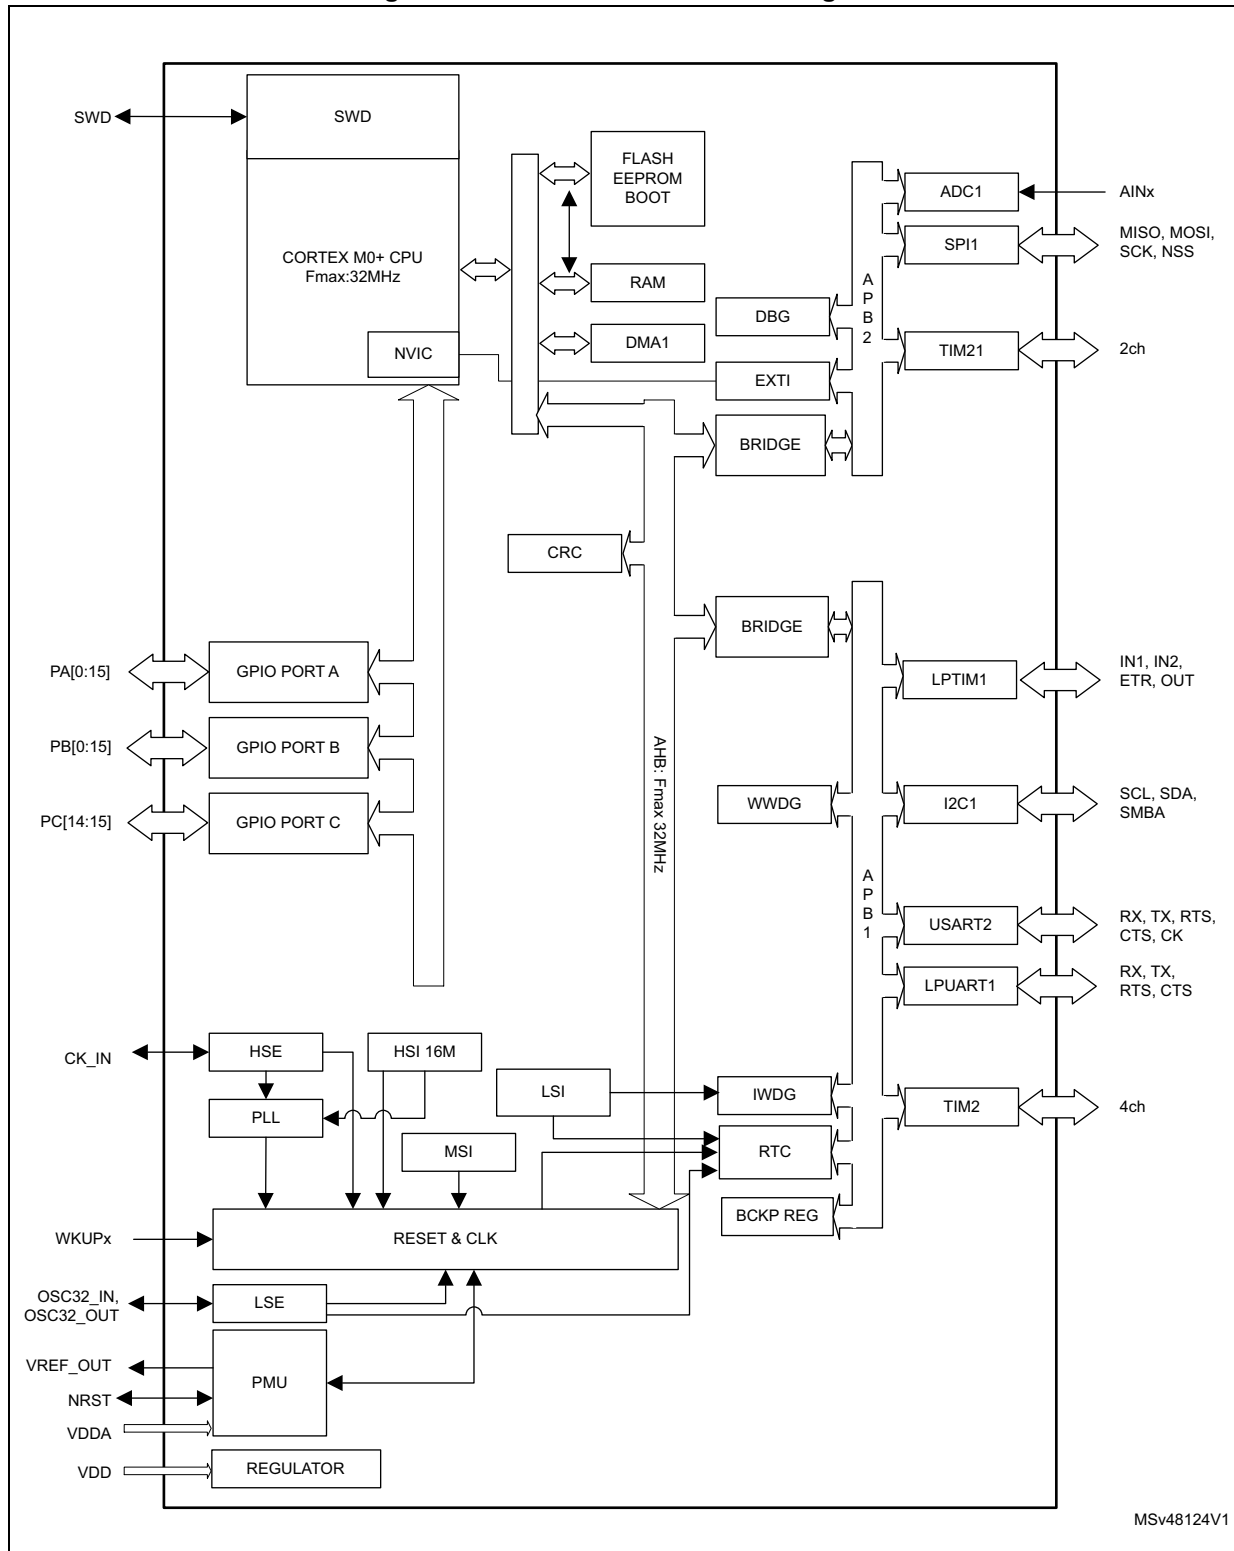 SWD
SWD
CORTEX M0+ CPU
Fmax:32MHz
NVIC
FLASH
EEPROM
BOOT
RAM
DMA1
DBG
EXTI
BRIDGE
APB2
ADC1
AINx
SPI1
MISO, MOSI,
SCK, NSS
TIM21
2ch
CRC
BRIDGE
AHB: Fmax 32MHz
PA[0:15]
GPIO PORT A
PB[0:15]
GPIO PORT B
PC[14:15]
GPIO PORT C
LPTIM1
IN1, IN2,
ETR, OUT
WWDG
I2C1
SCL, SDA,
SMBA
APB1
USART2
RX, TX, RTS,
CTS, CK
LPUART1
RX, TX,
RTS, CTS
CK_IN
HSE
HSI 16M
PLL
MSI
LSI
IWDG
RTC
BCKP REG
TIM2
4ch
WKUPx
RESET & CLK
OSC32_IN,
OSC32_OUT
LSE
VREF_OUT
NRST
VDDA
PMU
VDD
REGULATOR
MSv48124V1